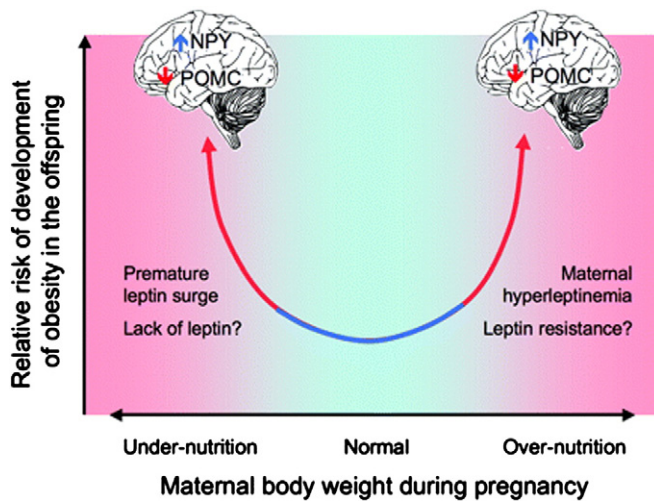 NPY
POMC
NPY
POMC
Relative risk of development
of obesity in the offspring
Premature
leptin surge
Lack of leptin?
Maternal
hyperleptinemia
Leptin resistance?
Under-nutrition
Normal
Over-nutrition
Maternal body weight during pregnancy